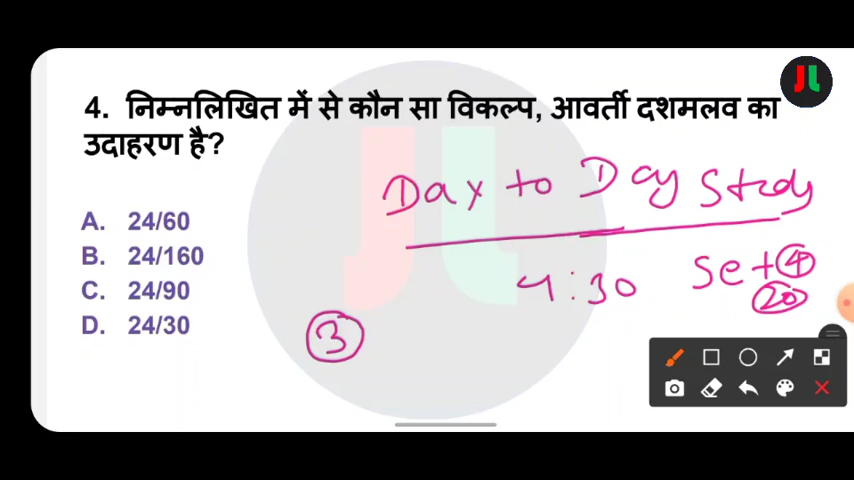 JL
4. निम्नलिखित में से कौन सा विकल्प, आवर्ती दशमलव का
उदाहरण है?
Day to Day Study
A. 24/60
B. 24/160
C. 24/90
D. 24/30
4:30 Set 4
20
3